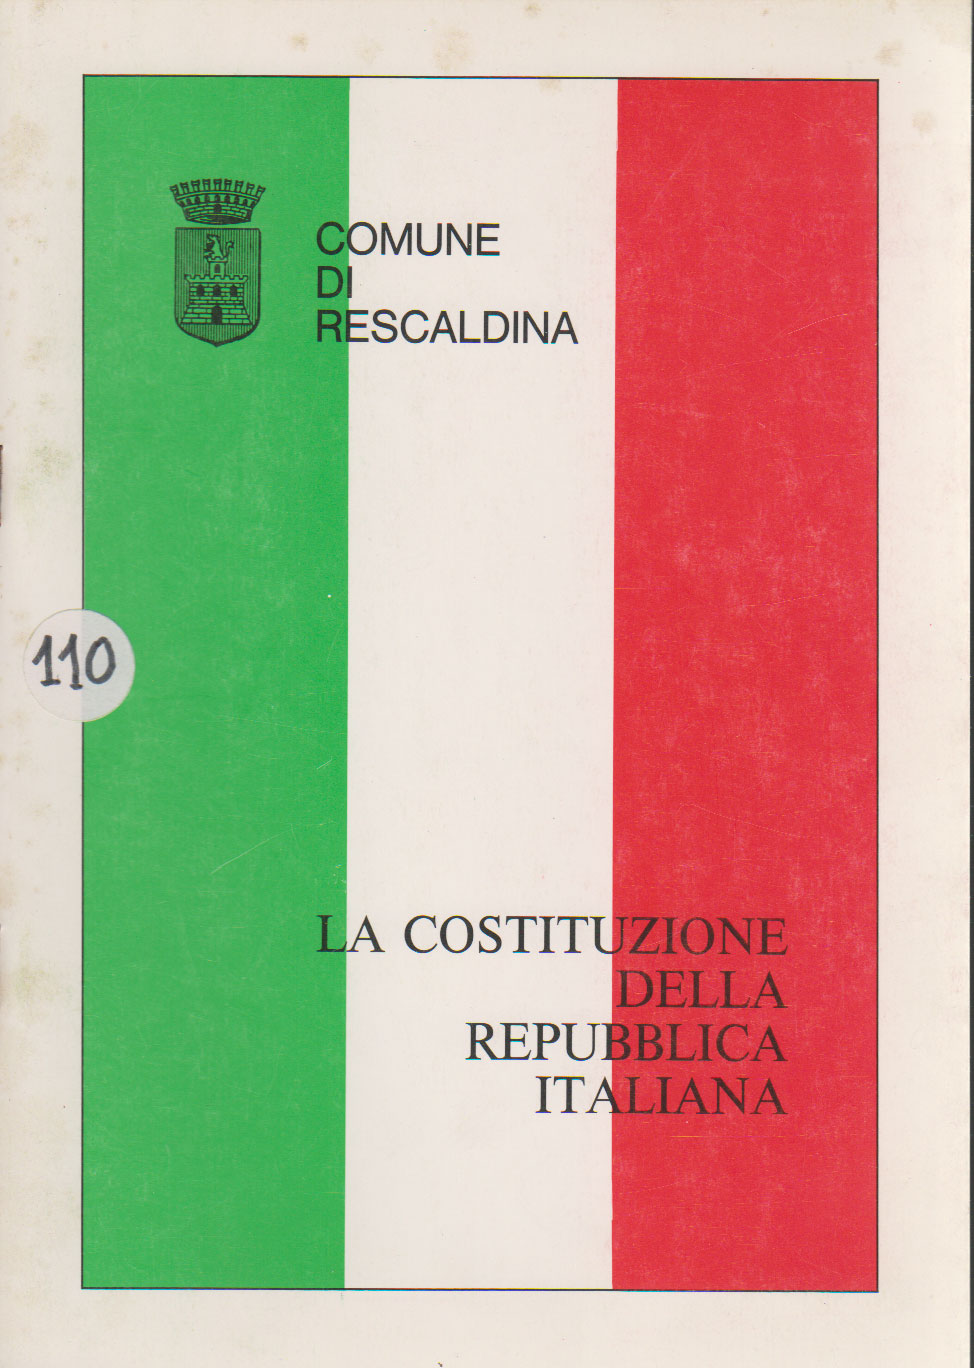 COMUNE
DI
RESCALDINA
110
LA COSTITUZIONE
DELLA
REPUBBLICA
ITALIANA